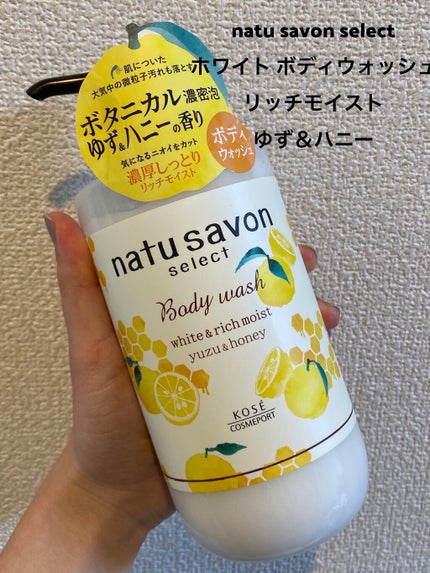 natu savon select
ホワイト ボディウォッシュ
リッチモイスト
ゆず＆ハニー
肌についた
大気中の微粒子汚れも落とす
ボタニカル濃密泡
ゆず&ハニーの香り
気になるニオイをカット
濃厚しっとり
リッチモイスト
ボディ
ウォッシュ
natu savon
select
Body wash
white & rich moist
yuzu & honey
KOSÉ
COSMEPORT